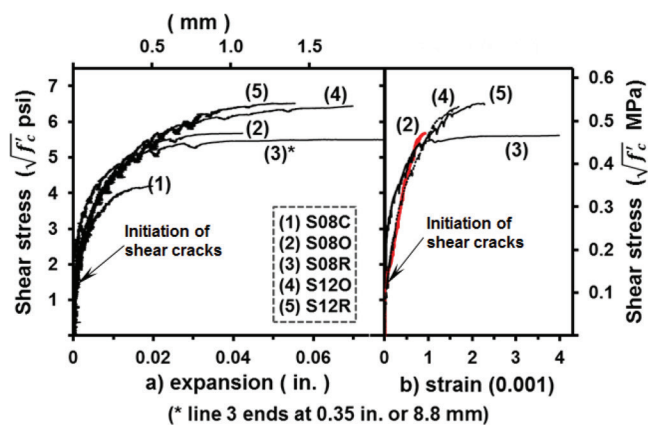 ( mm )
0 0.5 1.0 1.5
Shear stress (√f'c psi)
7
6
5
4
3
2
1
(5)
(4)
(2)
(3)*
(1)
Initiation of
shear cracks
(1) S08C
(2) S08O
(3) S08R
(4) S12O
(5) S12R
0 0.02 0.04 0.06
a) expansion ( in. )
(4)
(5)
(2)
(3)
Initiation of
shear cracks
0 1 2 3 4
b) strain (0.001)
0.6
0.5
0.4
0.3
0.2
0.1
Shear stress (√f'c MPa)
(* line 3 ends at 0.35 in. or 8.8 mm)